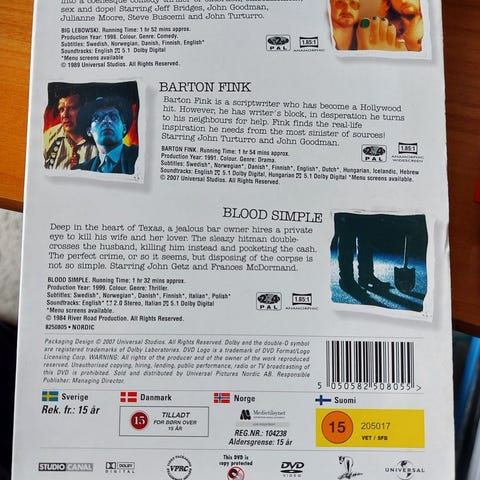 into a coenesque comedy thriller of
sex and dope! Starring Jeff Bridges, John Goodman,
Julianne Moore, Steve Buscemi and John Turturro.
BIG LEBOWSKI. Running Time: 1 hr 52 mins approx.
Production Year: 1998. Colour. Genre: Comedy.
Subtitles: Swedish, Norwegian, Danish, Finnish, English*
Soundtracks: English 5.1 Dolby Digital
*Menu screens available
© 1989 Universal Studios. All Rights Reserved.
PAL
1.85:1
ANAMORPHIC
BARTON FINK
Barton Fink is a scriptwriter who has become a Hollywood
hit. However, he has writer's block, in desperation he turns
to his neighbours for help. Fink finds the real-life
inspiration he needs from the most sinister of sources!
Starring John Turturro and John Goodman.
BARTON FINK. Running Time: 1 hr 54 mins approx.
Production Year: 1991. Colour. Genre: Drama.
Subtitles: Swedish*, Norwegian*, Danish*, Finnish*, English*, Dutch*, Hungarian, Icelandic, Hebrew
Soundtracks: English* 5.1 Dolby Digital, Hungarian 5.1 Dolby Digital
*Menu screens available
© 2007 Universal Studios. All Rights Reserved.
PAL
1.85:1
ANAMORPHIC
WIDESCREEN
BLOOD SIMPLE
Deep in the heart of Texas, a jealous bar owner hires a private
eye to kill his wife and her lover. The sleazy hitman double-
crosses the husband, killing him instead and pocketing the cash.
The perfect crime, or so it seems, but disposing of the corpse is
not so simple. Starring John Getz and Frances McDormand.
BLOOD SIMPLE. Running Time: 1 hr 32 mins approx.
Production Year: 1984. Colour. Genre: Thriller.
Subtitles: Swedish*, Norwegian*, Danish*, Finnish*, Italian*, Polish*
Soundtracks: English* 2.0 Stereo, Italian 5.1 Dolby Digital
*Menu screens available
© 1984 River Road Production. All Rights Reserved.
8250805 • NORDIC
PAL
1.85:1
ANAMORPHIC
Packaging Design © 2007 Universal Studios. All Rights Reserved. Dolby and the double-D symbol
are registered trademarks of Dolby Laboratories. DVD Logo is a trademark of DVD Format/Logo
Licensing Corp. WARNING: All rights of the producer and of the owner of the work reproduced
reserved. Unauthorised copying, hiring, lending, public performance, radio or TV broadcasting of
this DVD is prohibited. Sold and distributed by Universal Pictures Nordic AB. Responsible
Publisher: Managing Director.
5 050582 508055 >
Sverige
Rek. fr.: 15 år
Danmark
15
TILLADT
FOR BØRN OVER
15 ÅR
Norge
Medietilsynet
REG.NR.: 104238
Aldersgrense: 15 år
Suomi
15
205017
VET / SFB
STUDIO CANAL
DOLBY
DIGITAL
VPRC
This DVD is
copy protected
DVD
VIDEO
UNIVERSAL